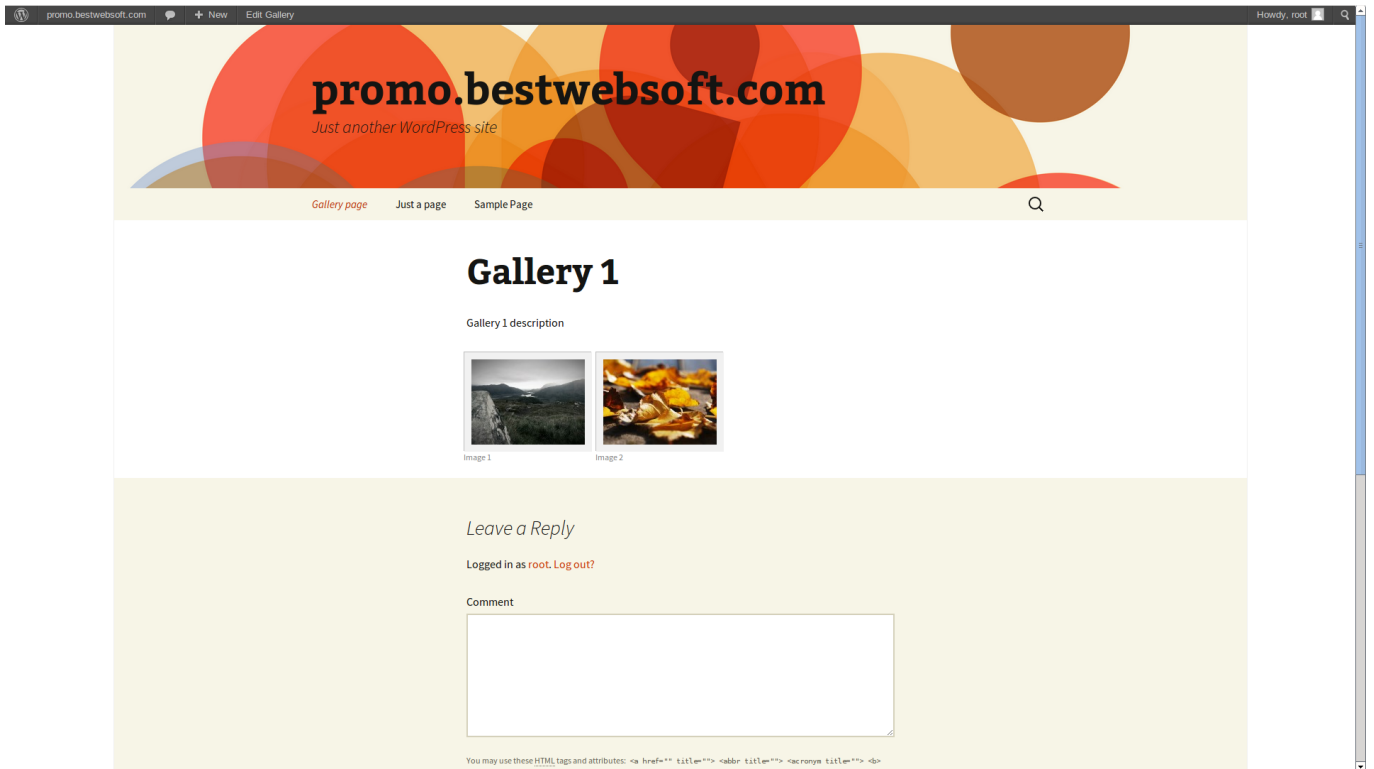 promo.bestwebsoft.com + New Edit Gallery Howdy, root
promo.bestwebsoft.com
Just another WordPress site
Gallery page Just a page Sample Page
Gallery 1
Gallery 1 description
Image 1 Image 2
Leave a Reply
Logged in as root. Log out?
Comment
You may use these HTML tags and attributes: <a href="" title=""> <abbr title=""> <acronym title=""> <b>